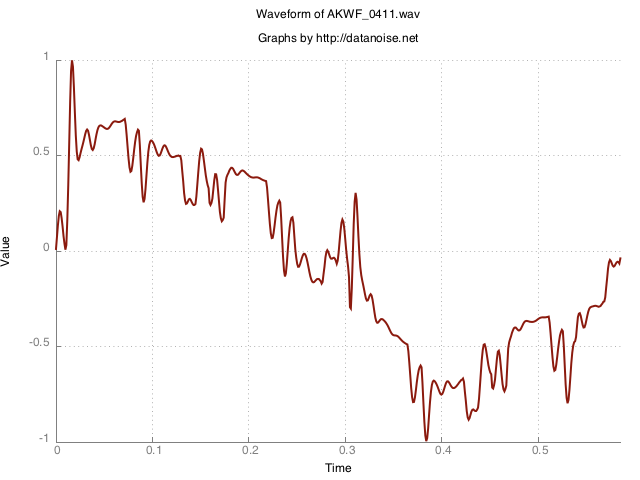 Waveform of AKWF_0411.wav
Graphs by http://datanoise.net
1
0.5
0
-0.5
-1
Value
0 0.1 0.2 0.3 0.4 0.5
Time